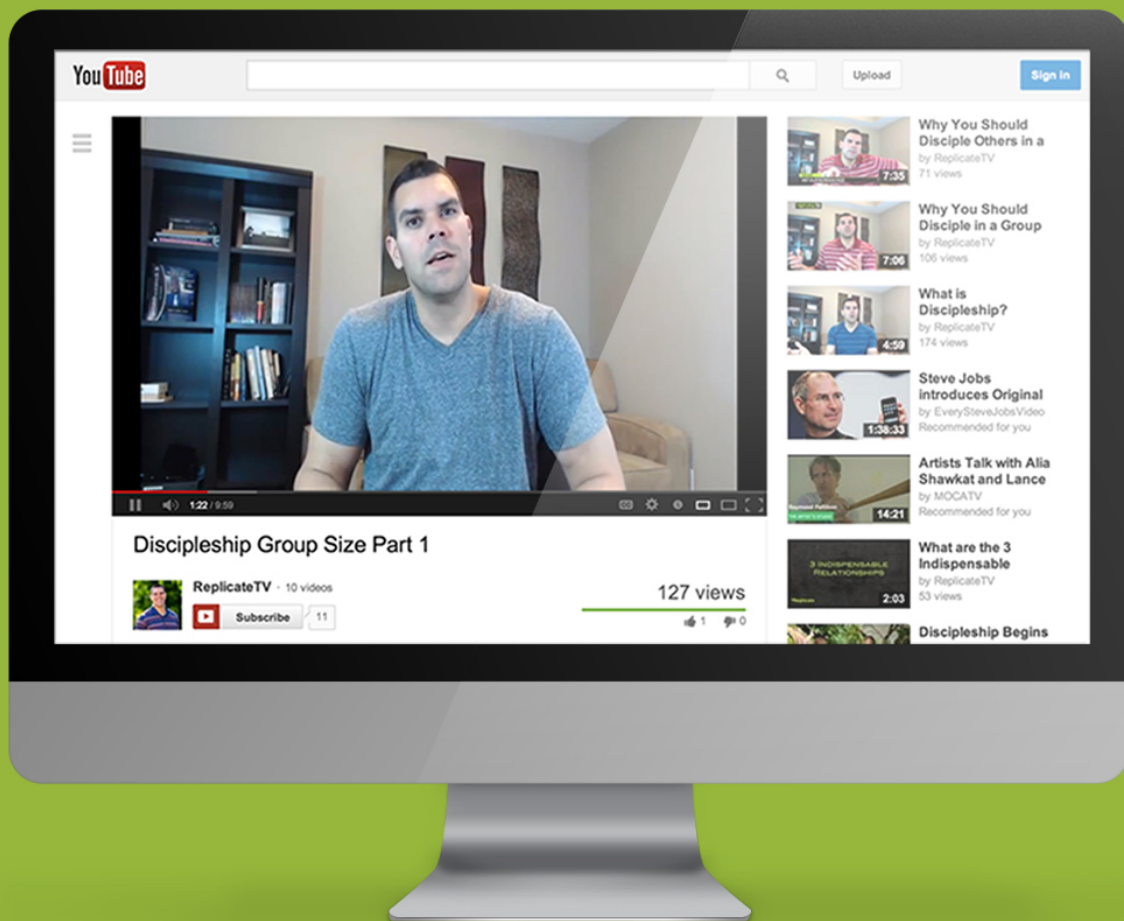 YouTube
Upload
Sign in
1:22 / 9:59
Discipleship Group Size Part 1
ReplicateTV · 10 videos
Subscribe 11
127 views
1 0
Why You Should
Disciple Others in a
by ReplicateTV
71 views
7:35
Why You Should
Disciple in a Group
by ReplicateTV
106 views
7:06
What is
Discipleship?
by ReplicateTV
174 views
4:59
Steve Jobs
introduces Original
by EverySteveJobsVideo
Recommended for you
1:38:33
Artists Talk with Alia
Shawkat and Lance
by MOCATV
Recommended for you
14:21
What are the 3
Indispensable
by ReplicateTV
53 views
3 INDISPENSABLE
RELATIONSHIPS
2:03
Discipleship Begins